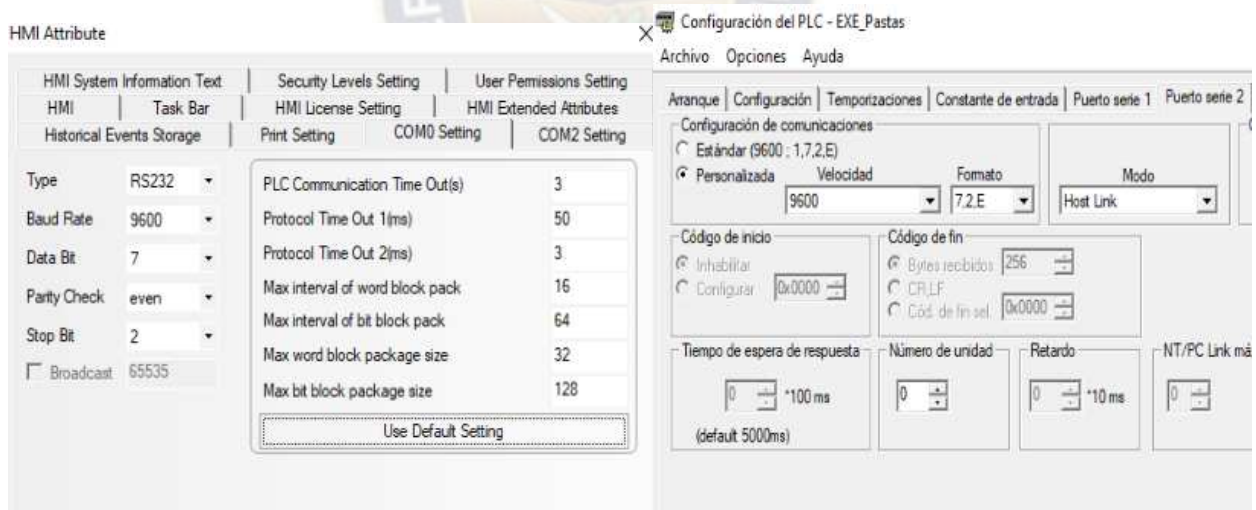 HMI Attribute
HMI System Information Text
Security Levels Setting
User Permissions Setting
HMI
Task Bar
HMI License Setting
HMI Extended Attributes
Historical Events Storage
Print Setting
COM0 Setting
COM2 Setting
Type RS232
Baud Rate 9600
Data Bit 7
Parity Check even
Stop Bit 2
Broadcast 65535
PLC Communication Time Out(s) 3
Protocol Time Out 1(ms) 50
Protocol Time Out 2(ms) 3
Max interval of word block pack 16
Max interval of bit block pack 64
Max word block package size 32
Max bit block package size 128
Use Default Setting
Configuración del PLC - EXE_Pastas
Archivo Opciones Ayuda
Arranque Configuración Temporizaciones Constante de entrada Puerto serie 1 Puerto serie 2
Configuración de comunicaciones
Estándar (9600 ; 1,7,2,E)
Personalizada Velocidad Formato
9600 7,2,E
Modo
Host Link
Código de inicio
Inhabilitar
Configurar 0x0000
Código de fin
Bytes recibidos 256
CR,LF
Cód. de fin sel. 0x0000
Tiempo de espera de respuesta
0 *100 ms
(default 5000ms)
Número de unidad
0
Retardo
0 *10 ms
NT/PC Link má
0